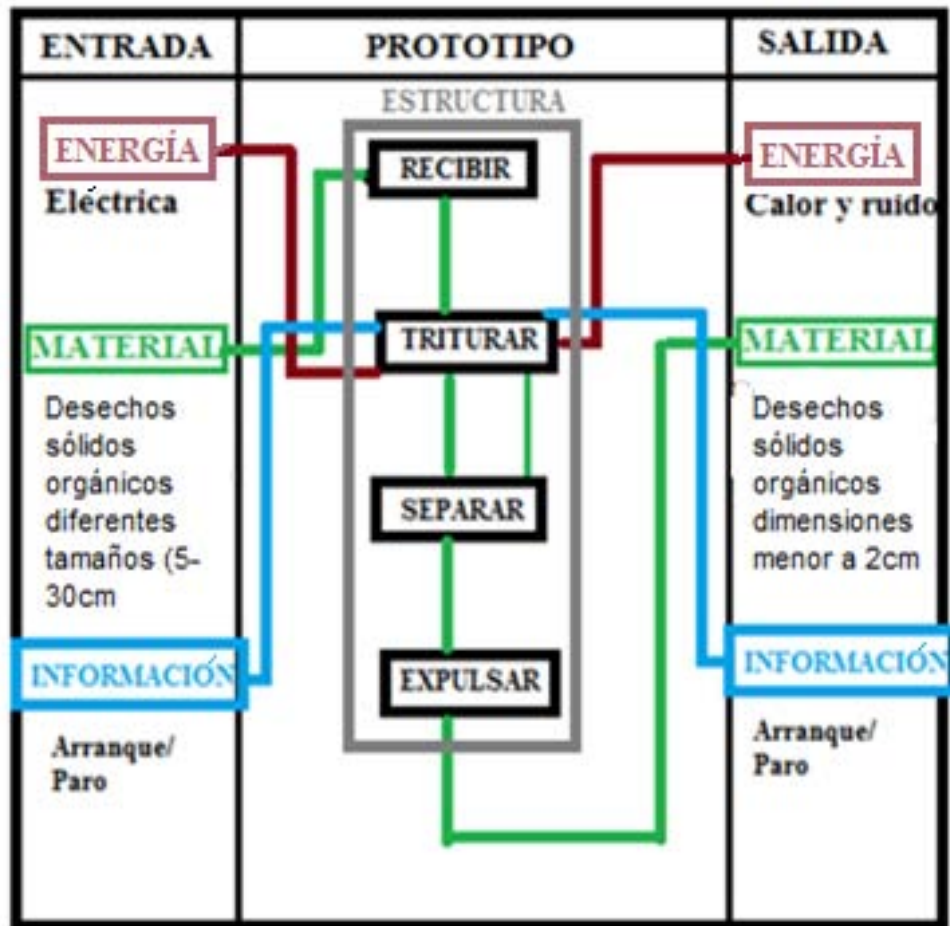 ENTRADA
PROTOTIPO
SALIDA
ESTRUCTURA
ENERGÍA
Eléctrica
MATERIAL
Desechos
sólidos
orgánicos
diferentes
tamaños (5-
30cm
INFORMACIÓN
Arranque/
Paro
RECIBIR
TRITURAR
SEPARAR
EXPULSAR
ENERGÍA
Calor y ruido
MATERIAL
Desechos
sólidos
orgánicos
dimensiones
menor a 2cm
INFORMACIÓN
Arranque/
Paro